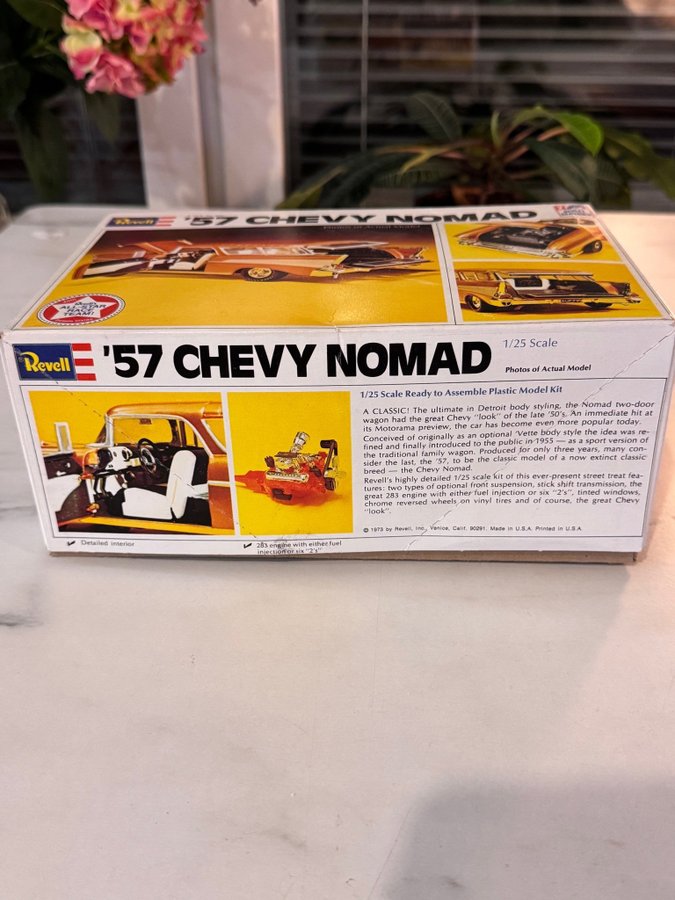 Revell
'57 CHEVY NOMAD
Photos of Actual Model
ALL-STAR
RACE
TEAM!
Revell
'57 CHEVY NOMAD
1/25 Scale
Photos of Actual Model
1/25 Scale Ready to Assemble Plastic Model Kit
A CLASSIC! The ultimate in Detroit body styling, the Nomad two-door
wagon had the great Chevy "look" of the late '50's. An immediate hit at
its Motorama preview, the car has become even more popular today.
Conceived of originally as an optional 'Vette body style the idea was re-
fined and finally introduced to the public in 1955 — as a sport version of
the traditional family wagon. Produced for only three years, many con-
sider the last, the '57, to be the classic model of a now extinct classic
breed — the Chevy Nomad.
Revell's highly detailed 1/25 scale kit of this ever-present street treat fea-
tures: two types of optional front suspension, stick shift transmission, the
great 283 engine with either fuel injection or six "2's", tinted windows,
chrome reversed wheels on vinyl tires and of course, the great Chevy
"look".
© 1973 by Revell, Inc., Venice, Calif. 90291. Made in U.S.A. Printed in U.S.A.
Detailed interior
283 engine with either fuel
injection or six "2's"